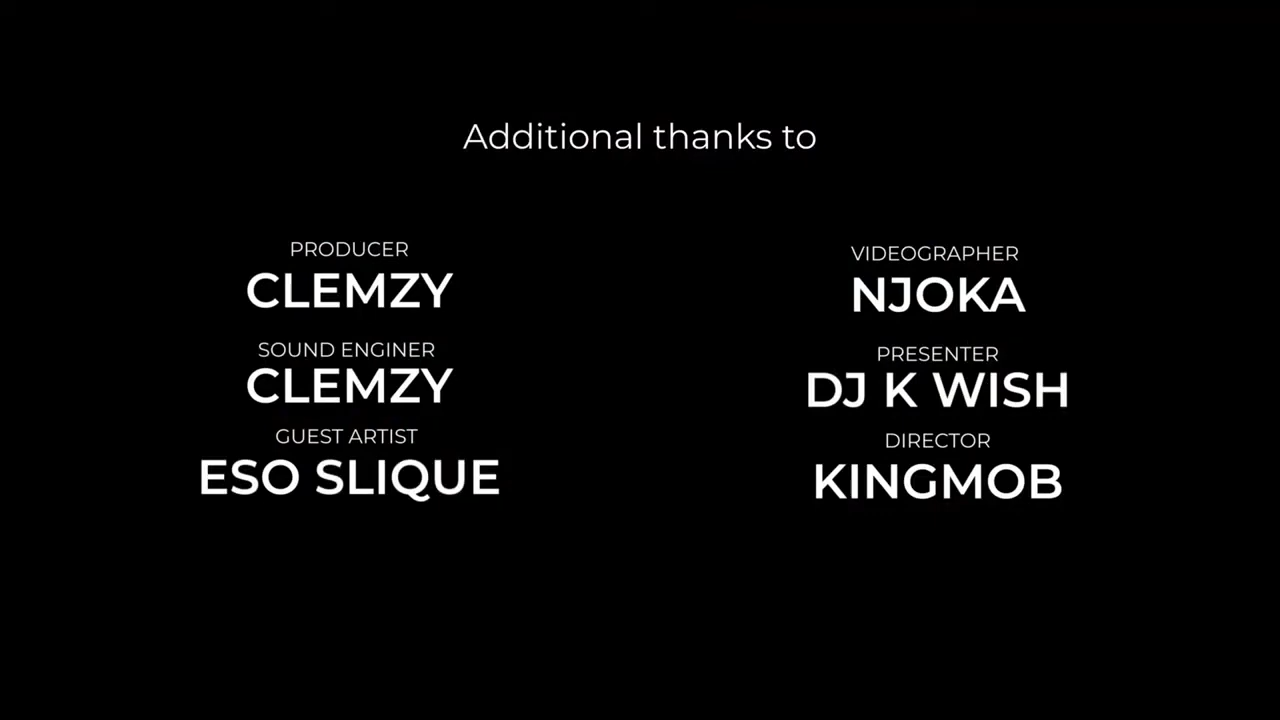 Additional thanks to
PRODUCER
CLEMZY
SOUND ENGINER
CLEMZY
GUEST ARTIST
ESO SLIQUE
VIDEOGRAPHER
NJOKA
PRESENTER
DJ K WISH
DIRECTOR
KINGMOB